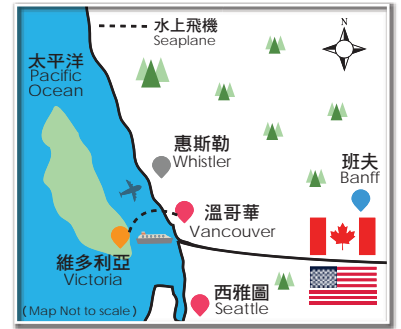 水上飛機
Seaplane
N
太平洋
Pacific
Ocean
惠斯勒
Whistler
班夫
Banff
溫哥華
Vancouver
維多利亞
Victoria
西雅圖
Seattle
(Map Not to scale)